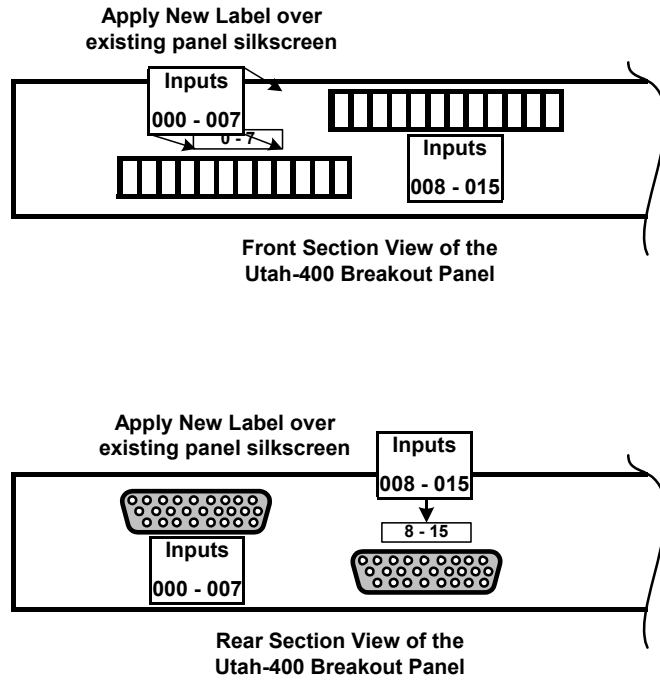 Apply New Label over
existing panel silkscreen
Inputs
000 - 007
0 - 7
Inputs
008 - 015
Front Section View of the
Utah-400 Breakout Panel
Apply New Label over
existing panel silkscreen
Inputs
008 - 015
8 - 15
Inputs
000 - 007
Rear Section View of the
Utah-400 Breakout Panel